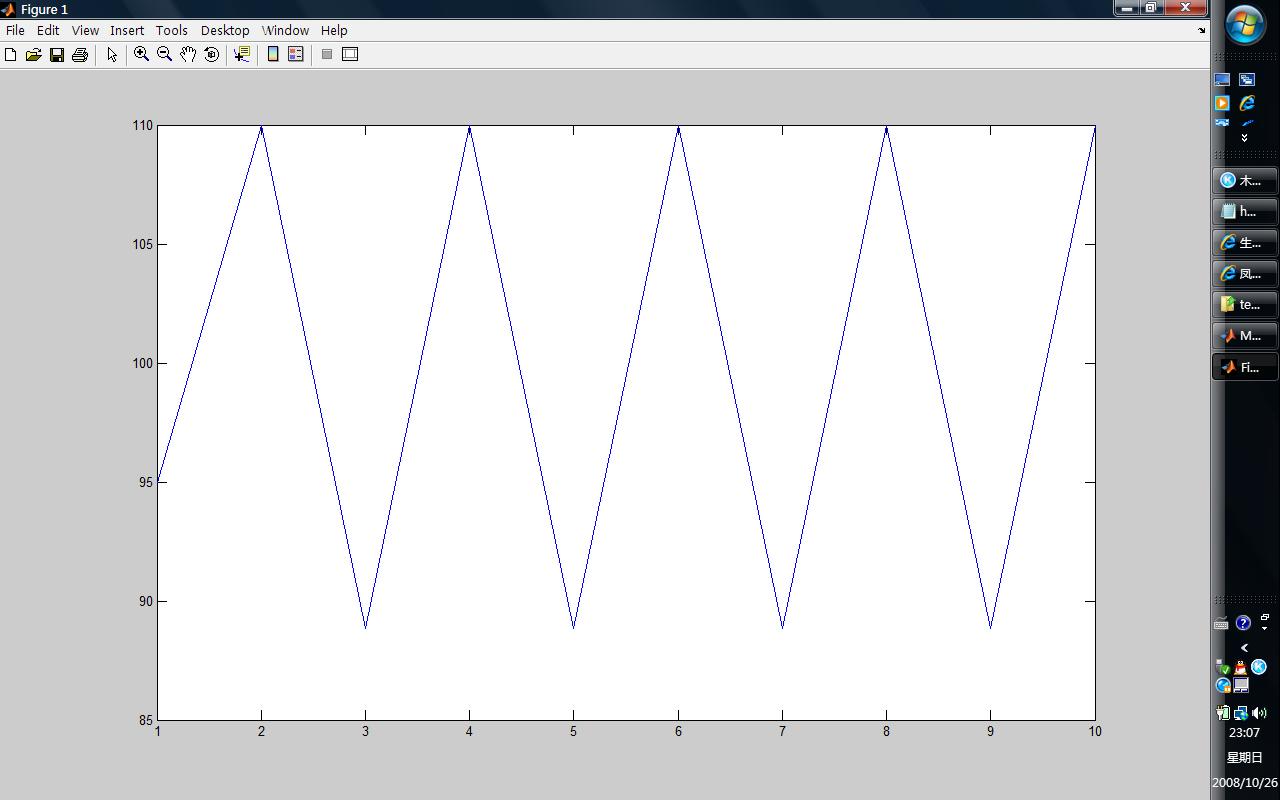 Figure 1
File Edit View Insert Tools Desktop Window Help
110
105
100
95
90
85
1 2 3 4 5 6 7 8 9 10
木...
h...
生...
凤...
te...
M...
Fi...
23:07
星期日
2008/10/26